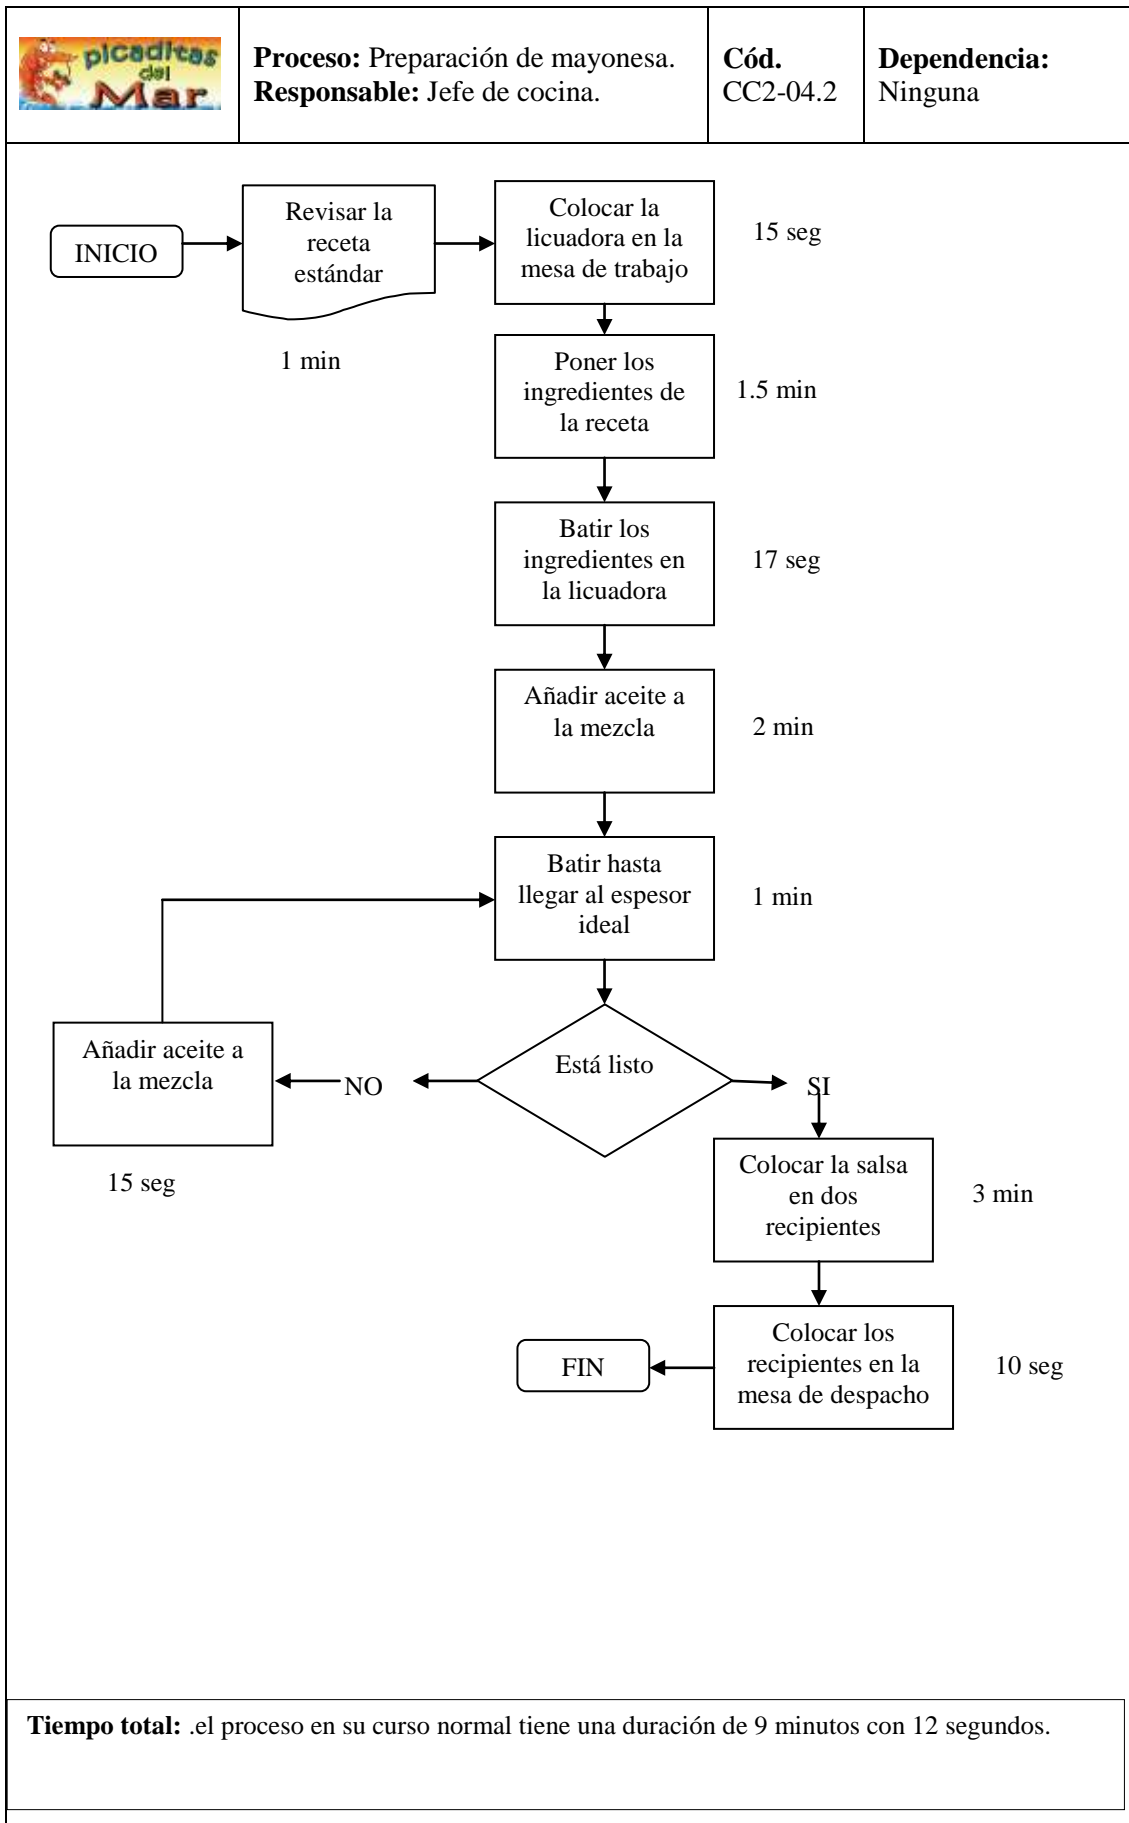 picaditas
del
Mar
Proceso: Preparación de mayonesa.
Responsable: Jefe de cocina.
Cód.
CC2-04.2
Dependencia:
Ninguna
INICIO
Revisar la
receta
estándar
1 min
Colocar la
licuadora en la
mesa de trabajo
15 seg
Poner los
ingredientes de
la receta
1.5 min
Batir los
ingredientes en
la licuadora
17 seg
Añadir aceite a
la mezcla
2 min
Batir hasta
llegar al espesor
ideal
1 min
Está listo
NO
Añadir aceite a
la mezcla
15 seg
SI
Colocar la salsa
en dos
recipientes
3 min
Colocar los
recipientes en la
mesa de despacho
10 seg
FIN
Tiempo total: .el proceso en su curso normal tiene una duración de 9 minutos con 12 segundos.